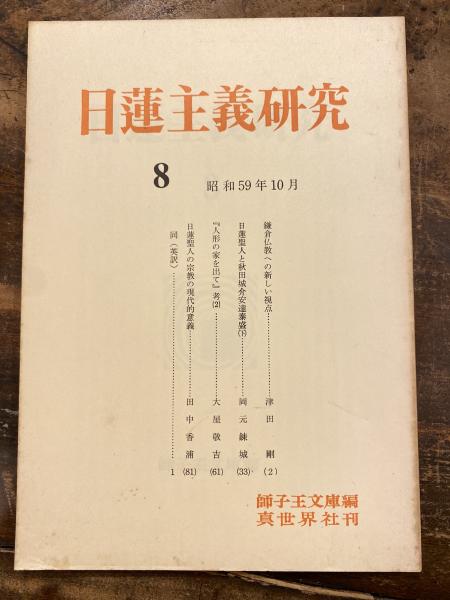 日蓮主義研究
8 昭和59年10月
鎌倉仏教への新しい視点……………津田 剛 (2)
日蓮聖人と秋田城介安達泰盛(下)……………岡元錬城 (33)
『人形の家を出て』考(2)……………大屋敬吉 (61)
日蓮聖人の宗教の現代的意義……………田中香浦 (81)
同(英訳)……………1
師子王文庫編
真世界社刊